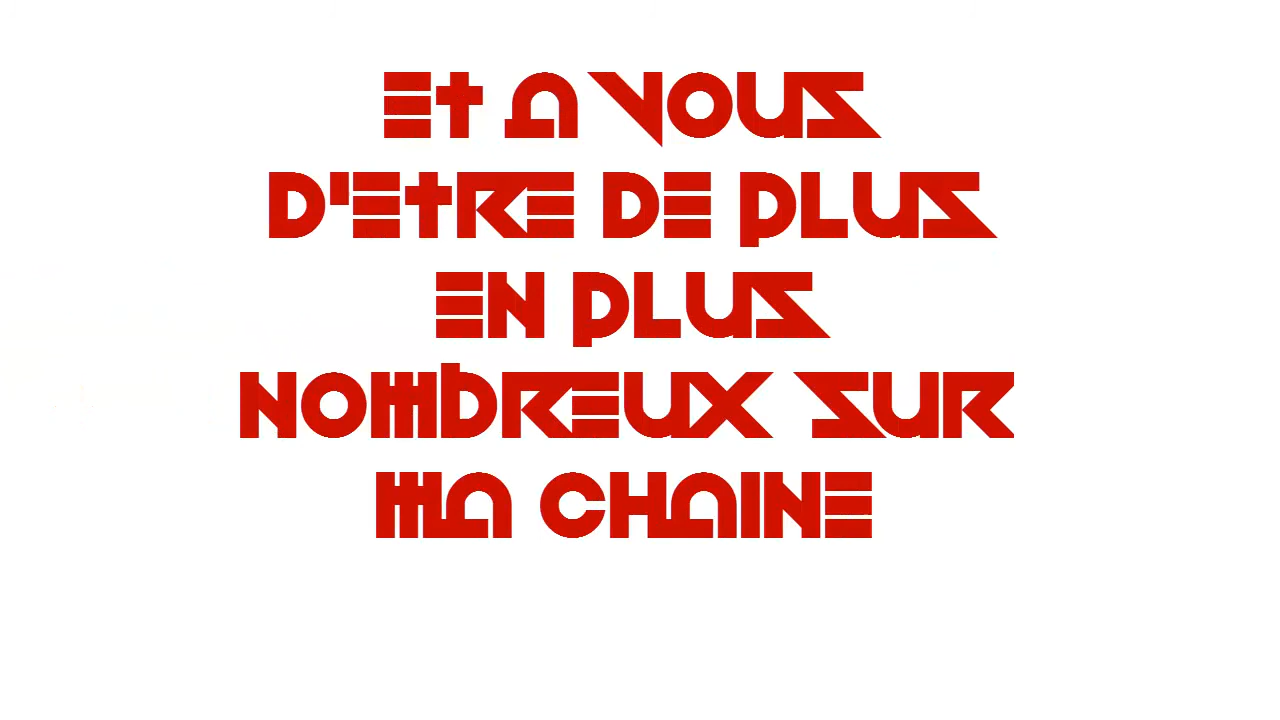 ET A VOUS
D'ETRE DE PLUS
EN PLUS
NOMBREUX SUR
MA CHAINE